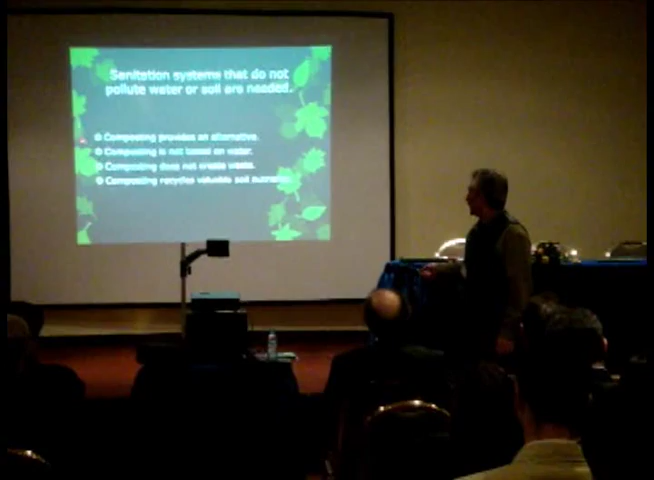 Sanitation systems that do not
pollute water or soil are needed.
Composting provides an alternative.
Composting is not based on water.
Composting does not create waste.
Composting recycles valuable soil nutrients